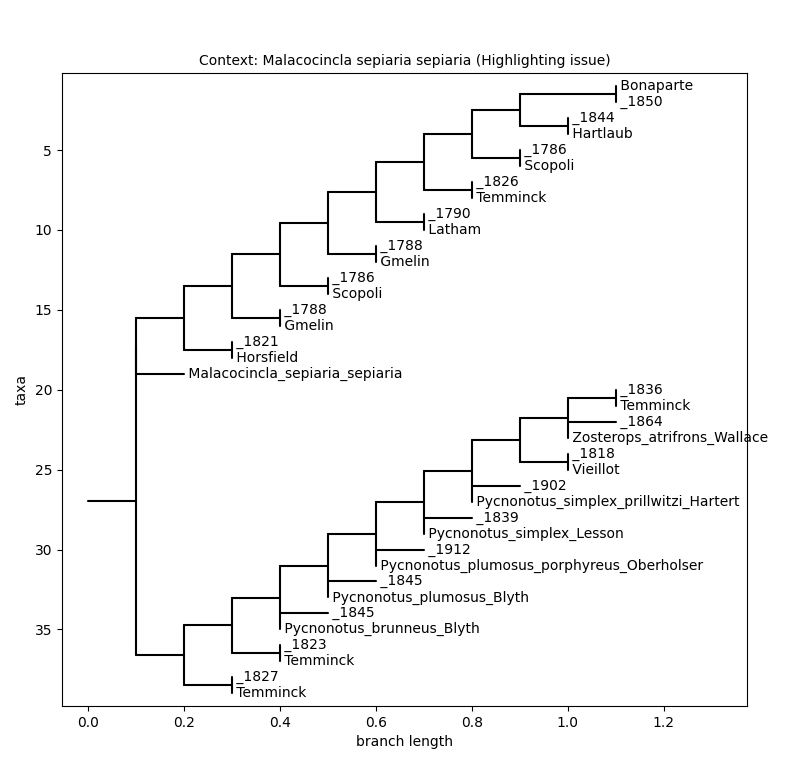 Context: Malacocincla sepiaria sepiaria (Highlighting issue)
Bonaparte
_1850
_1844
Hartlaub
_1786
Scopoli
_1826
Temminck
_1790
Latham
_1788
Gmelin
_1786
Scopoli
_1788
Gmelin
_1821
Horsfield
Malacocincla_sepiaria_sepiaria
_1836
Temminck
_1864
Zosterops_atrifrons_Wallace
_1818
Vieillot
_1902
Pycnonotus_simplex_prillwitzi_Hartert
_1839
Pycnonotus_simplex_Lesson
_1912
Pycnonotus_plumosus_porphyreus_Oberholser
_1845
Pycnonotus_plumosus_Blyth
_1845
Pycnonotus_brunneus_Blyth
_1823
Temminck
_1827
Temminck
5
10
15
20
25
30
35
taxa
0.0 0.2 0.4 0.6 0.8 1.0 1.2
branch length